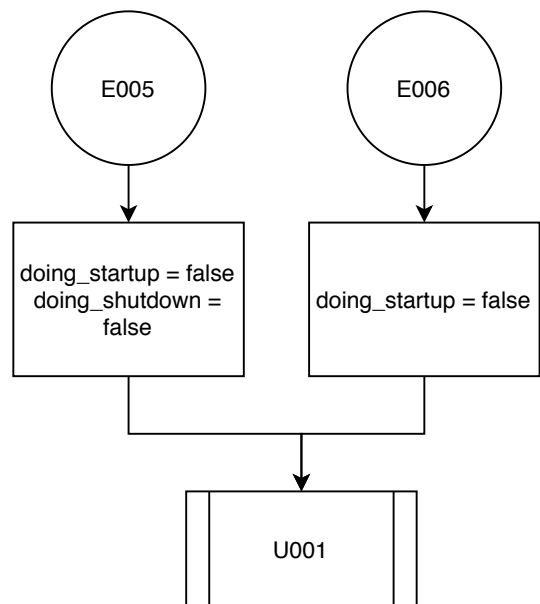 E005
E006
doing_startup = false
doing_shutdown =
false
doing_startup = false
U001